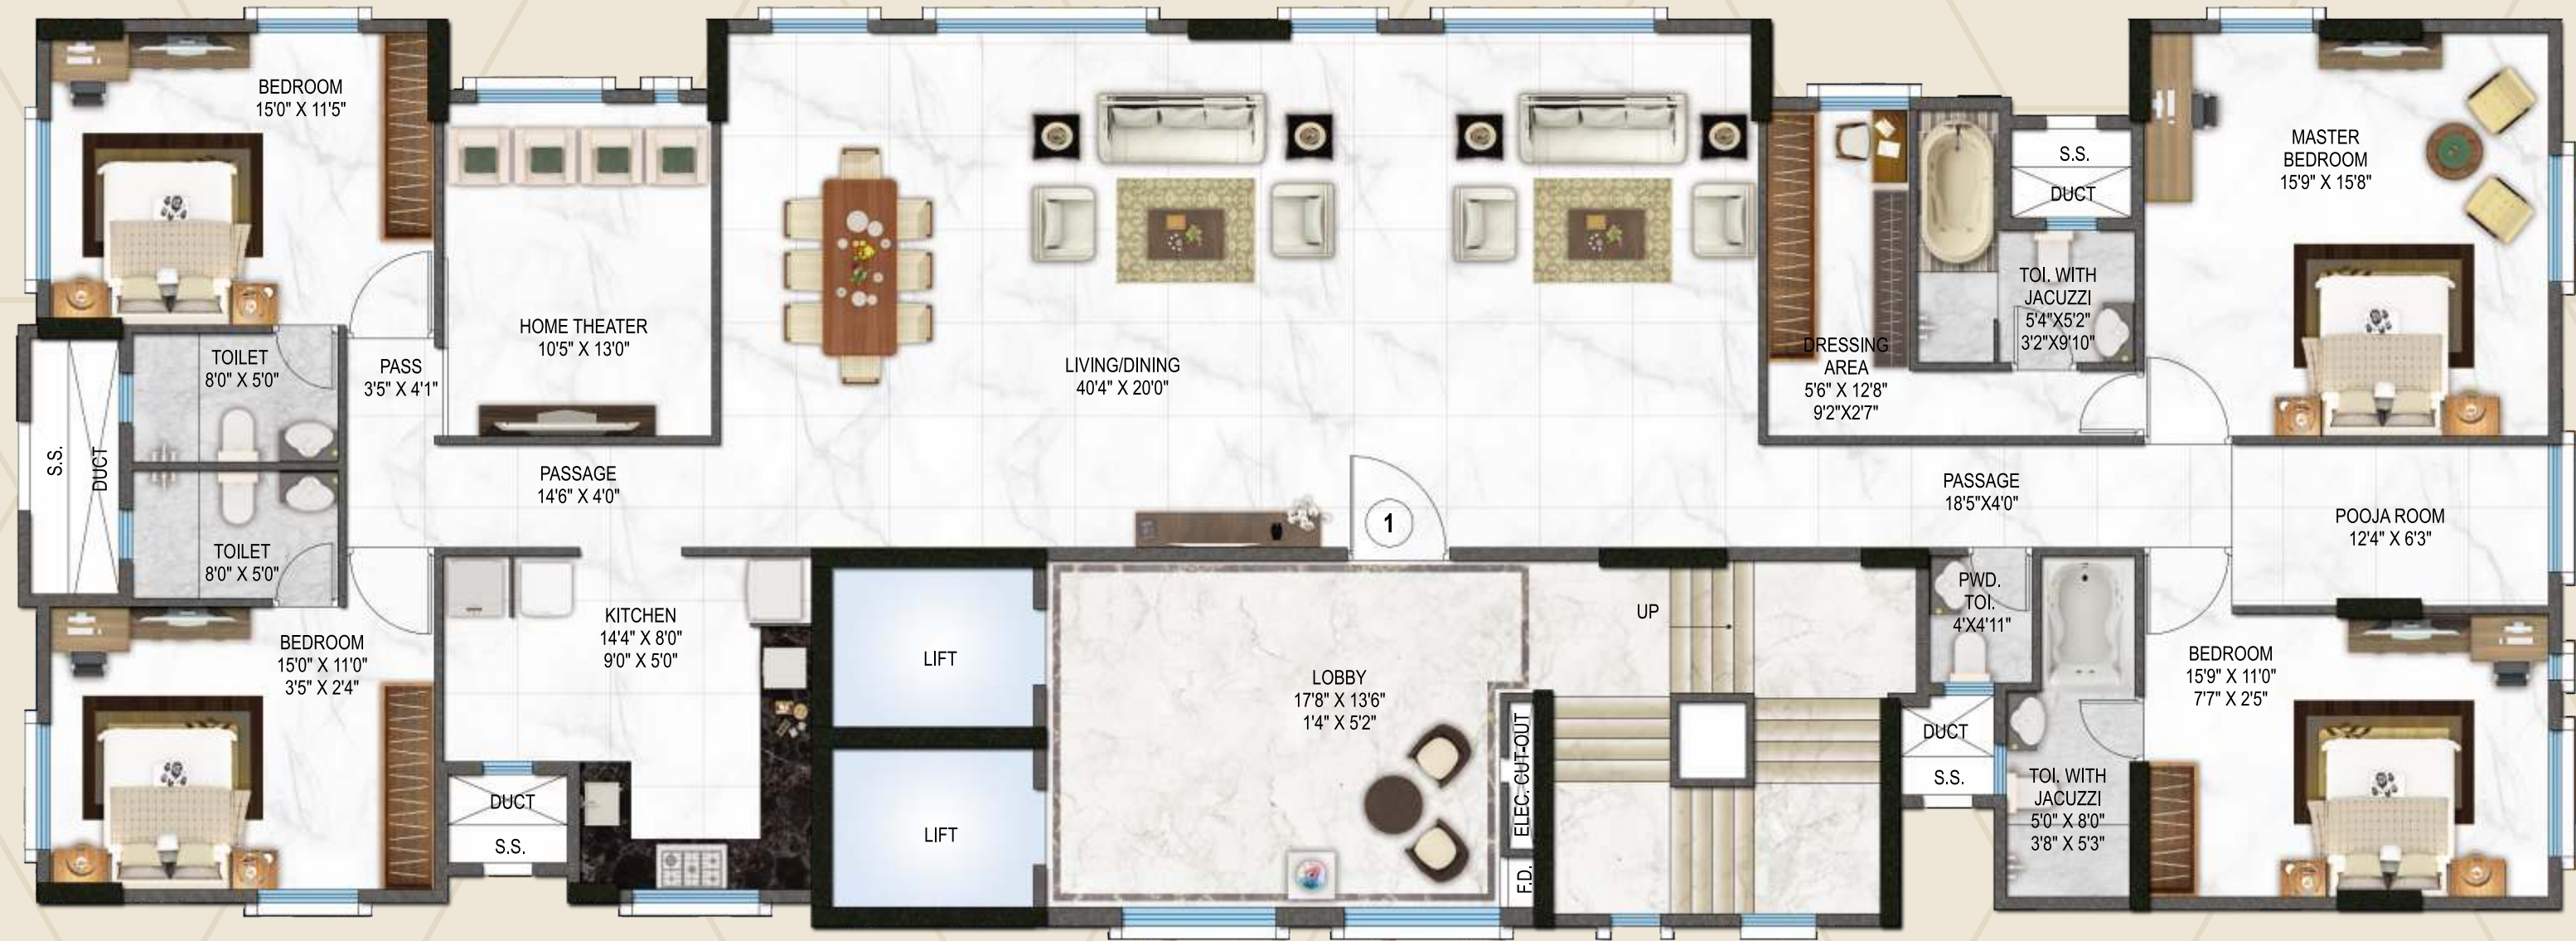 BEDROOM
15'0" X 11'5"
HOME THEATER
10'5" X 13'0"
LIVING/DINING
40'4" X 20'0"
DRESSING
AREA
5'6" X 12'8"
9'2"X2'7"
S.S.
DUCT
TOI. WITH
JACUZZI
5'4"X5'2"
3'2"X9'10"
MASTER
BEDROOM
15'9" X 15'8"
TOILET
8'0" X 5'0"
PASS
3'5" X 4'1"
S.S.
DUCT
TOILET
8'0" X 5'0"
PASSAGE
14'6" X 4'0"
1
PASSAGE
18'5"X4'0"
POOJA ROOM
12'4" X 6'3"
BEDROOM
15'0" X 11'0"
3'5" X 2'4"
KITCHEN
14'4" X 8'0"
9'0" X 5'0"
DUCT
S.S.
LIFT
LIFT
LOBBY
17'8" X 13'6"
1'4" X 5'2"
ELEC. CUT-OUT
F.D.
UP
PWD.
TOI.
4'X4'11"
DUCT
S.S.
TOI. WITH
JACUZZI
5'0" X 8'0"
3'8" X 5'3"
BEDROOM
15'9" X 11'0"
7'7" X 2'5"